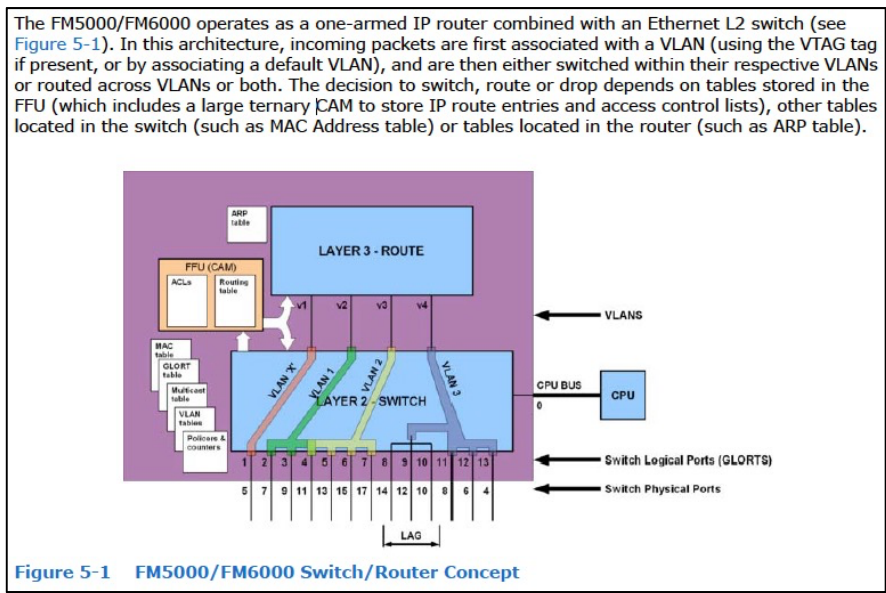 The FM5000/FM6000 operates as a one-armed IP router combined with an Ethernet L2 switch (see
Figure 5-1). In this architecture, incoming packets are first associated with a VLAN (using the VTAG tag
if present, or by associating a default VLAN), and are then either switched within their respective VLANs
or routed across VLANs or both. The decision to switch, route or drop depends on tables stored in the
FFU (which includes a large ternary CAM to store IP route entries and access control lists), other tables
located in the switch (such as MAC Address table) or tables located in the router (such as ARP table).
ARP
table
LAYER 3 - ROUTE
FFU (CAM)
ACLs
Routing
table
v1 v2 v3 v4
VLANS
MAC
table
GLORT
table
Multicast
table
VLAN
tables
Policers &
counters
VLAN 'X'
VLAN 1
VLAN 2
VLAN 3
LAYER 2 - SWITCH
CPU BUS
0
CPU
1 2 3 4 5 6 7 8 9 10 11 12 13
Switch Logical Ports (GLORTS)
5 7 9 11 13 15 17 14 12 10 8 6 4
Switch Physical Ports
LAG
Figure 5-1 FM5000/FM6000 Switch/Router Concept